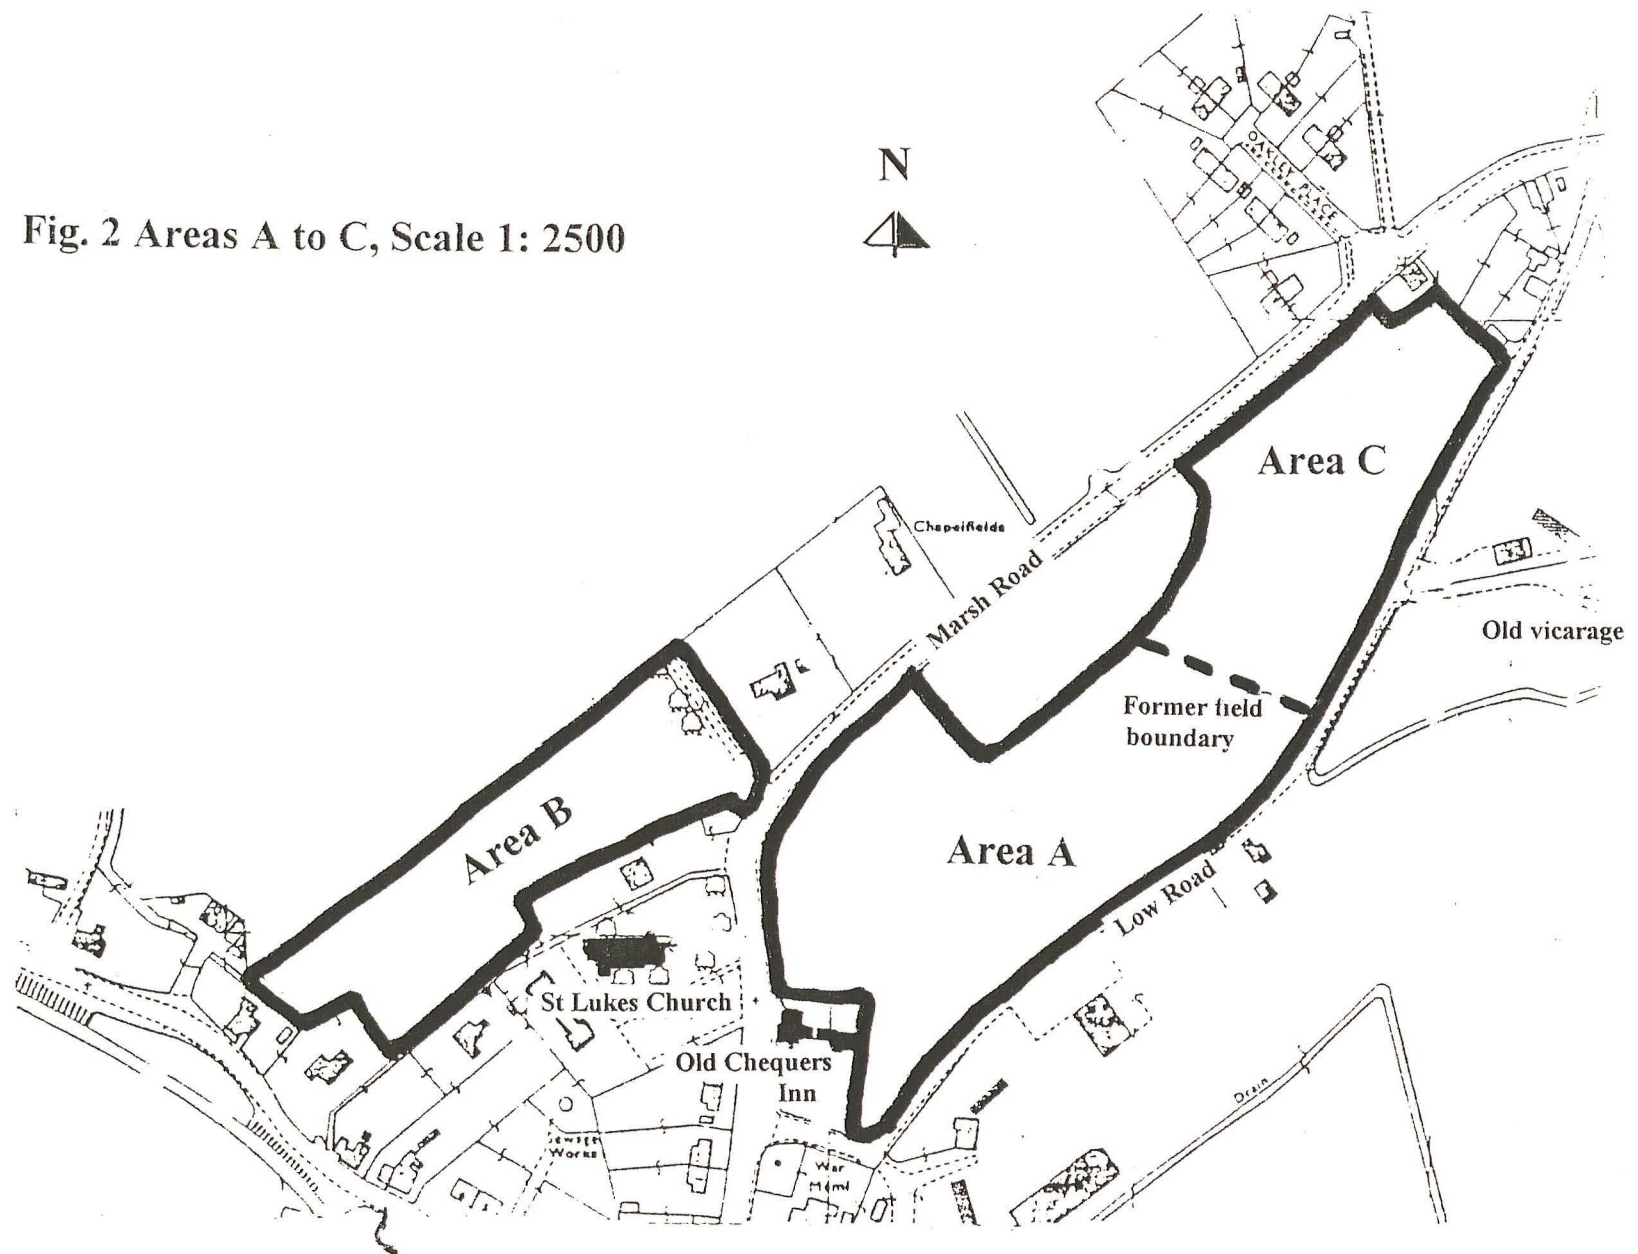 N
Fig. 2 Areas A to C, Scale 1: 2500
OAKLEY PLACE
Area C
Chapelfields
Marsh Road
Old vicarage
Former field
boundary
Area B
Area A
Low Road
St Lukes Church
Old Chequers
Inn
Drain
Sewage
Works
War
Meml